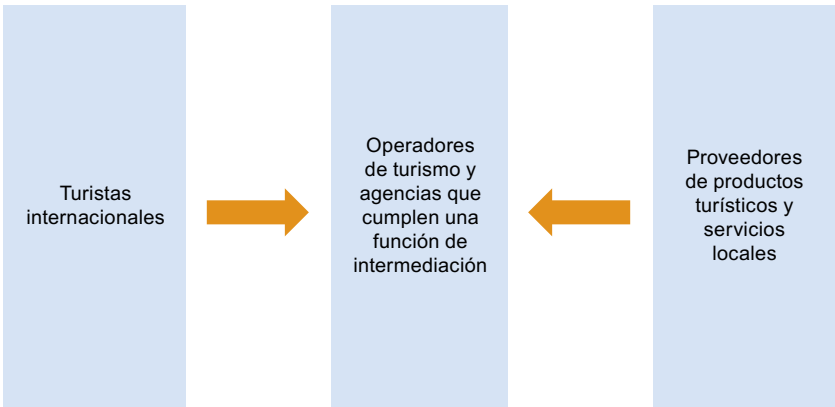 Turistas
internacionales
Operadores
de turismo y
agencias que
cumplen una
función de
intermediación
Proveedores
de productos
turísticos y
servicios
locales